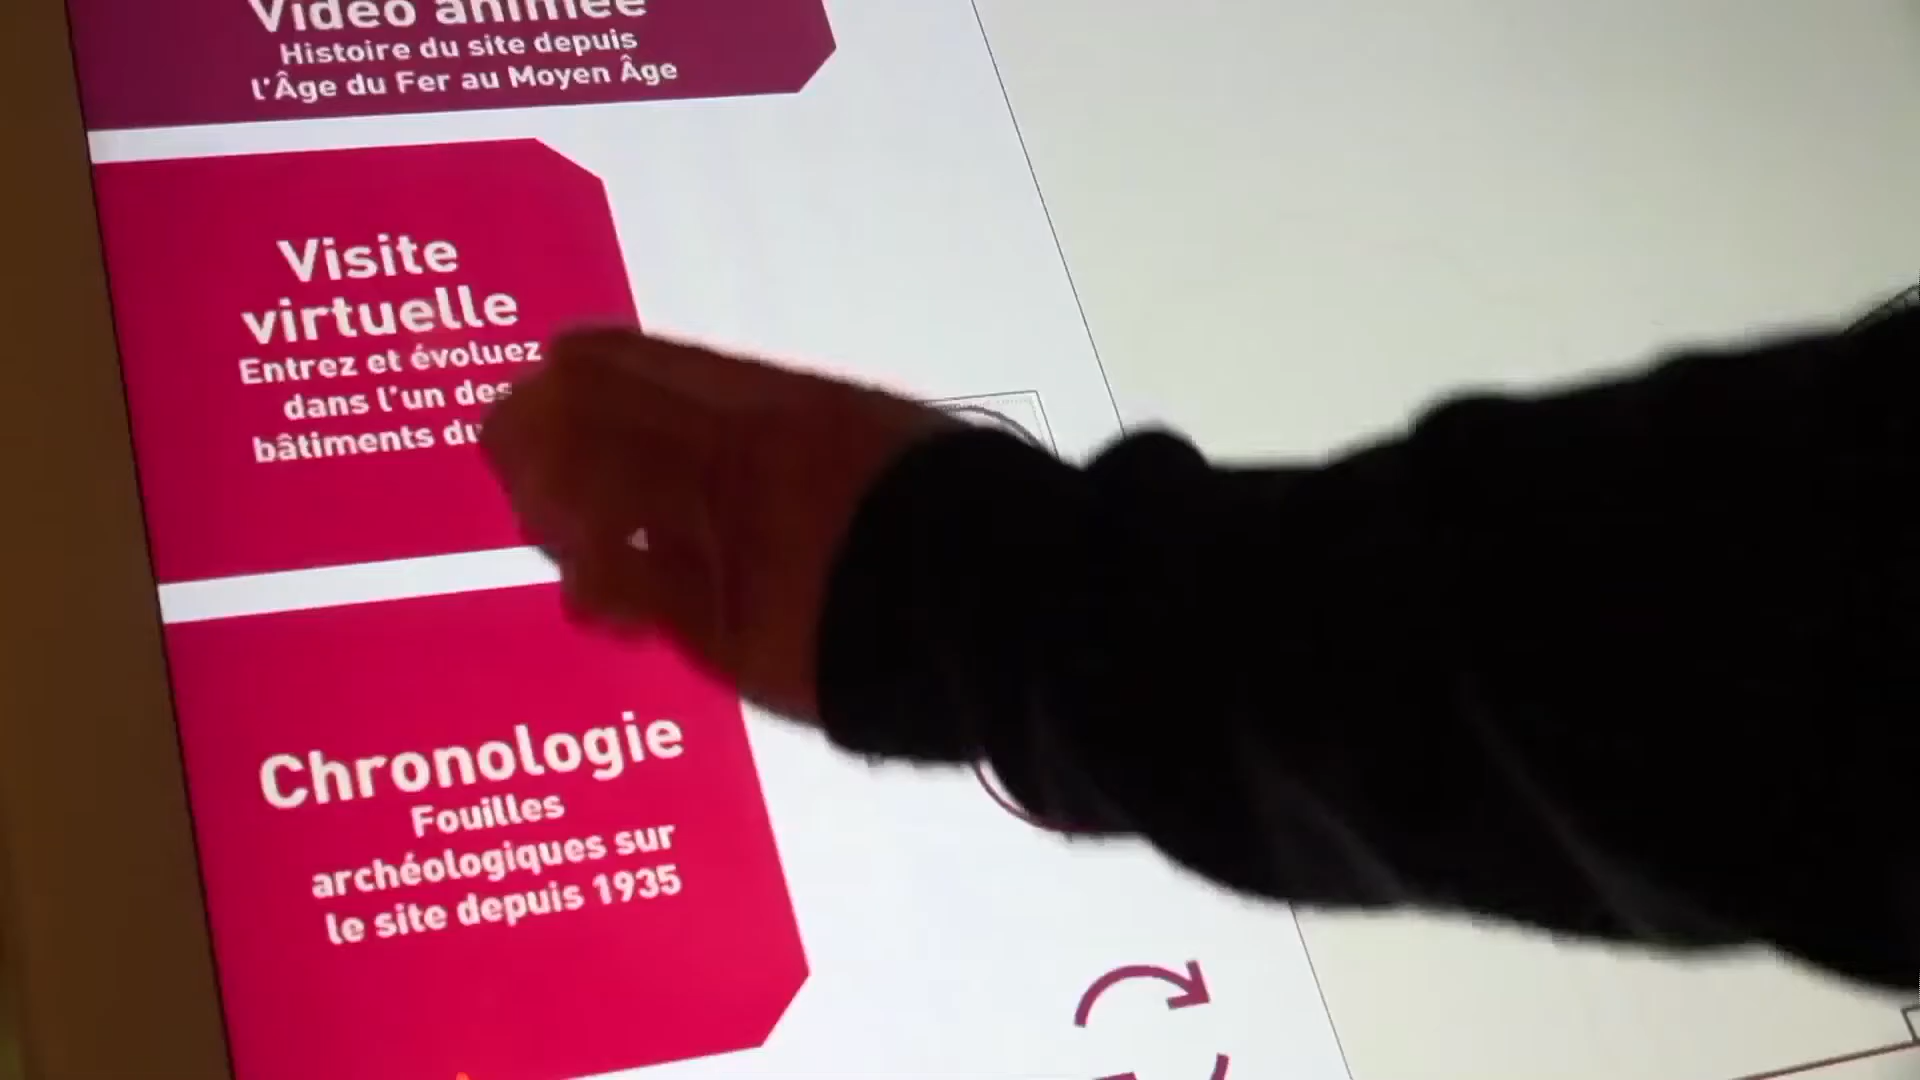 Vidéo animée
Histoire du site depuis
l'Âge du Fer au Moyen Âge
Visite
virtuelle
Entrez et évoluez
dans l'un des
bâtiments du
Chronologie
Fouilles
archéologiques sur
le site depuis 1935